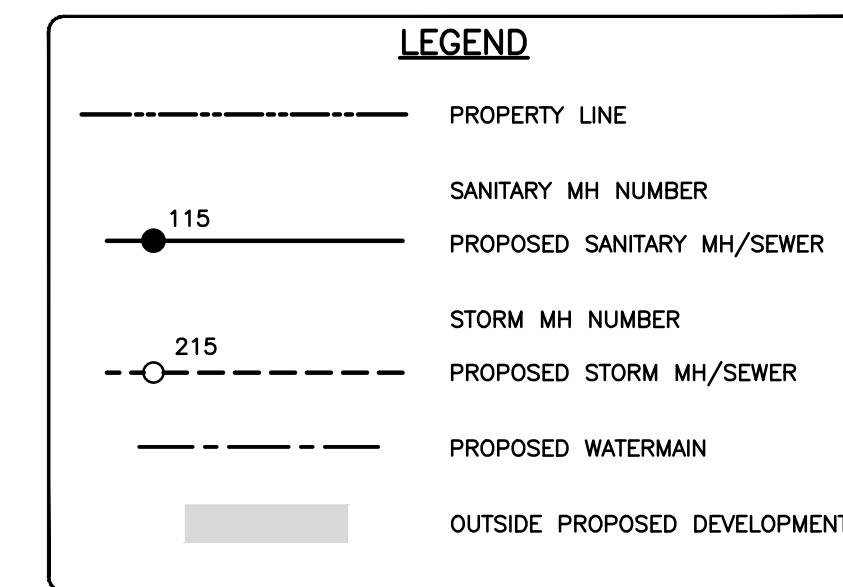 LEGEND
PROPERTY LINE
SANITARY MH NUMBER
115
PROPOSED SANITARY MH/SEWER
STORM MH NUMBER
215
PROPOSED STORM MH/SEWER
PROPOSED WATERMAIN
OUTSIDE PROPOSED DEVELOPMENT